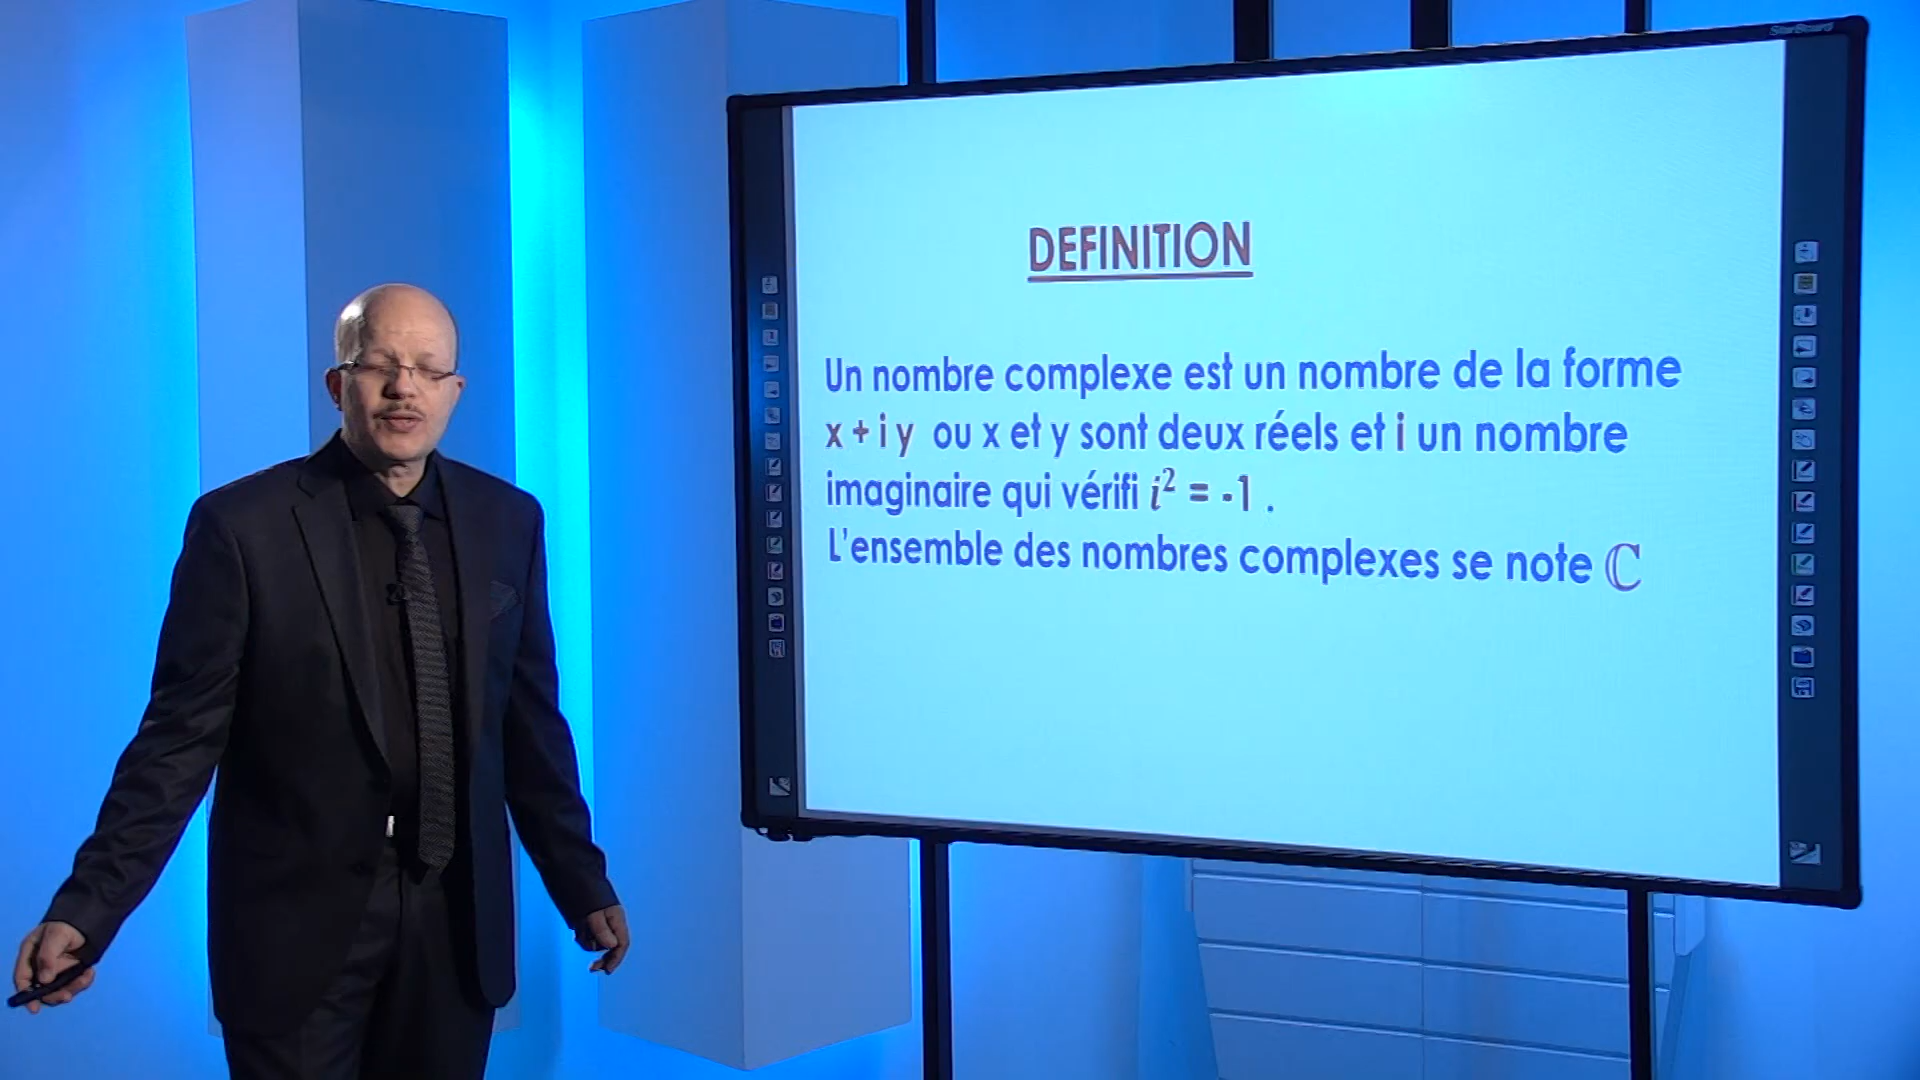 StarBoard
DEFINITION
Un nombre complexe est un nombre de la forme
x + i y ou x et y sont deux réels et i un nombre
imaginaire qui vérifi i² = -1 .
L'ensemble des nombres complexes se note ℂ